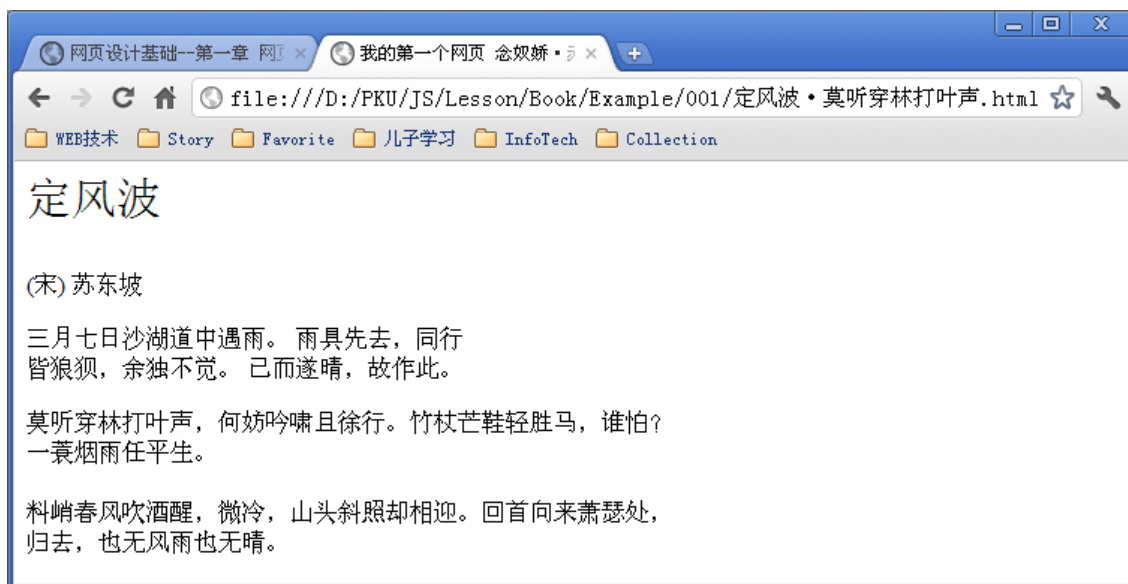 网页设计基础--第一章 网页
我的第一个网页 念奴娇·
file:///D:/PKU/JS/Lesson/Book/Example/001/定风波·莫听穿林打叶声.html
WEB技术 Story Favorite 儿子学习 InfoTech Collection
定风波
(宋) 苏东坡
三月七日沙湖道中遇雨。 雨具先去，同行
皆狼狈，余独不觉。 已而遂晴，故作此。
莫听穿林打叶声，何妨吟啸且徐行。竹杖芒鞋轻胜马，谁怕?
一蓑烟雨任平生。
料峭春风吹酒醒，微冷，山头斜照却相迎。回首向来萧瑟处，
归去，也无风雨也无晴。